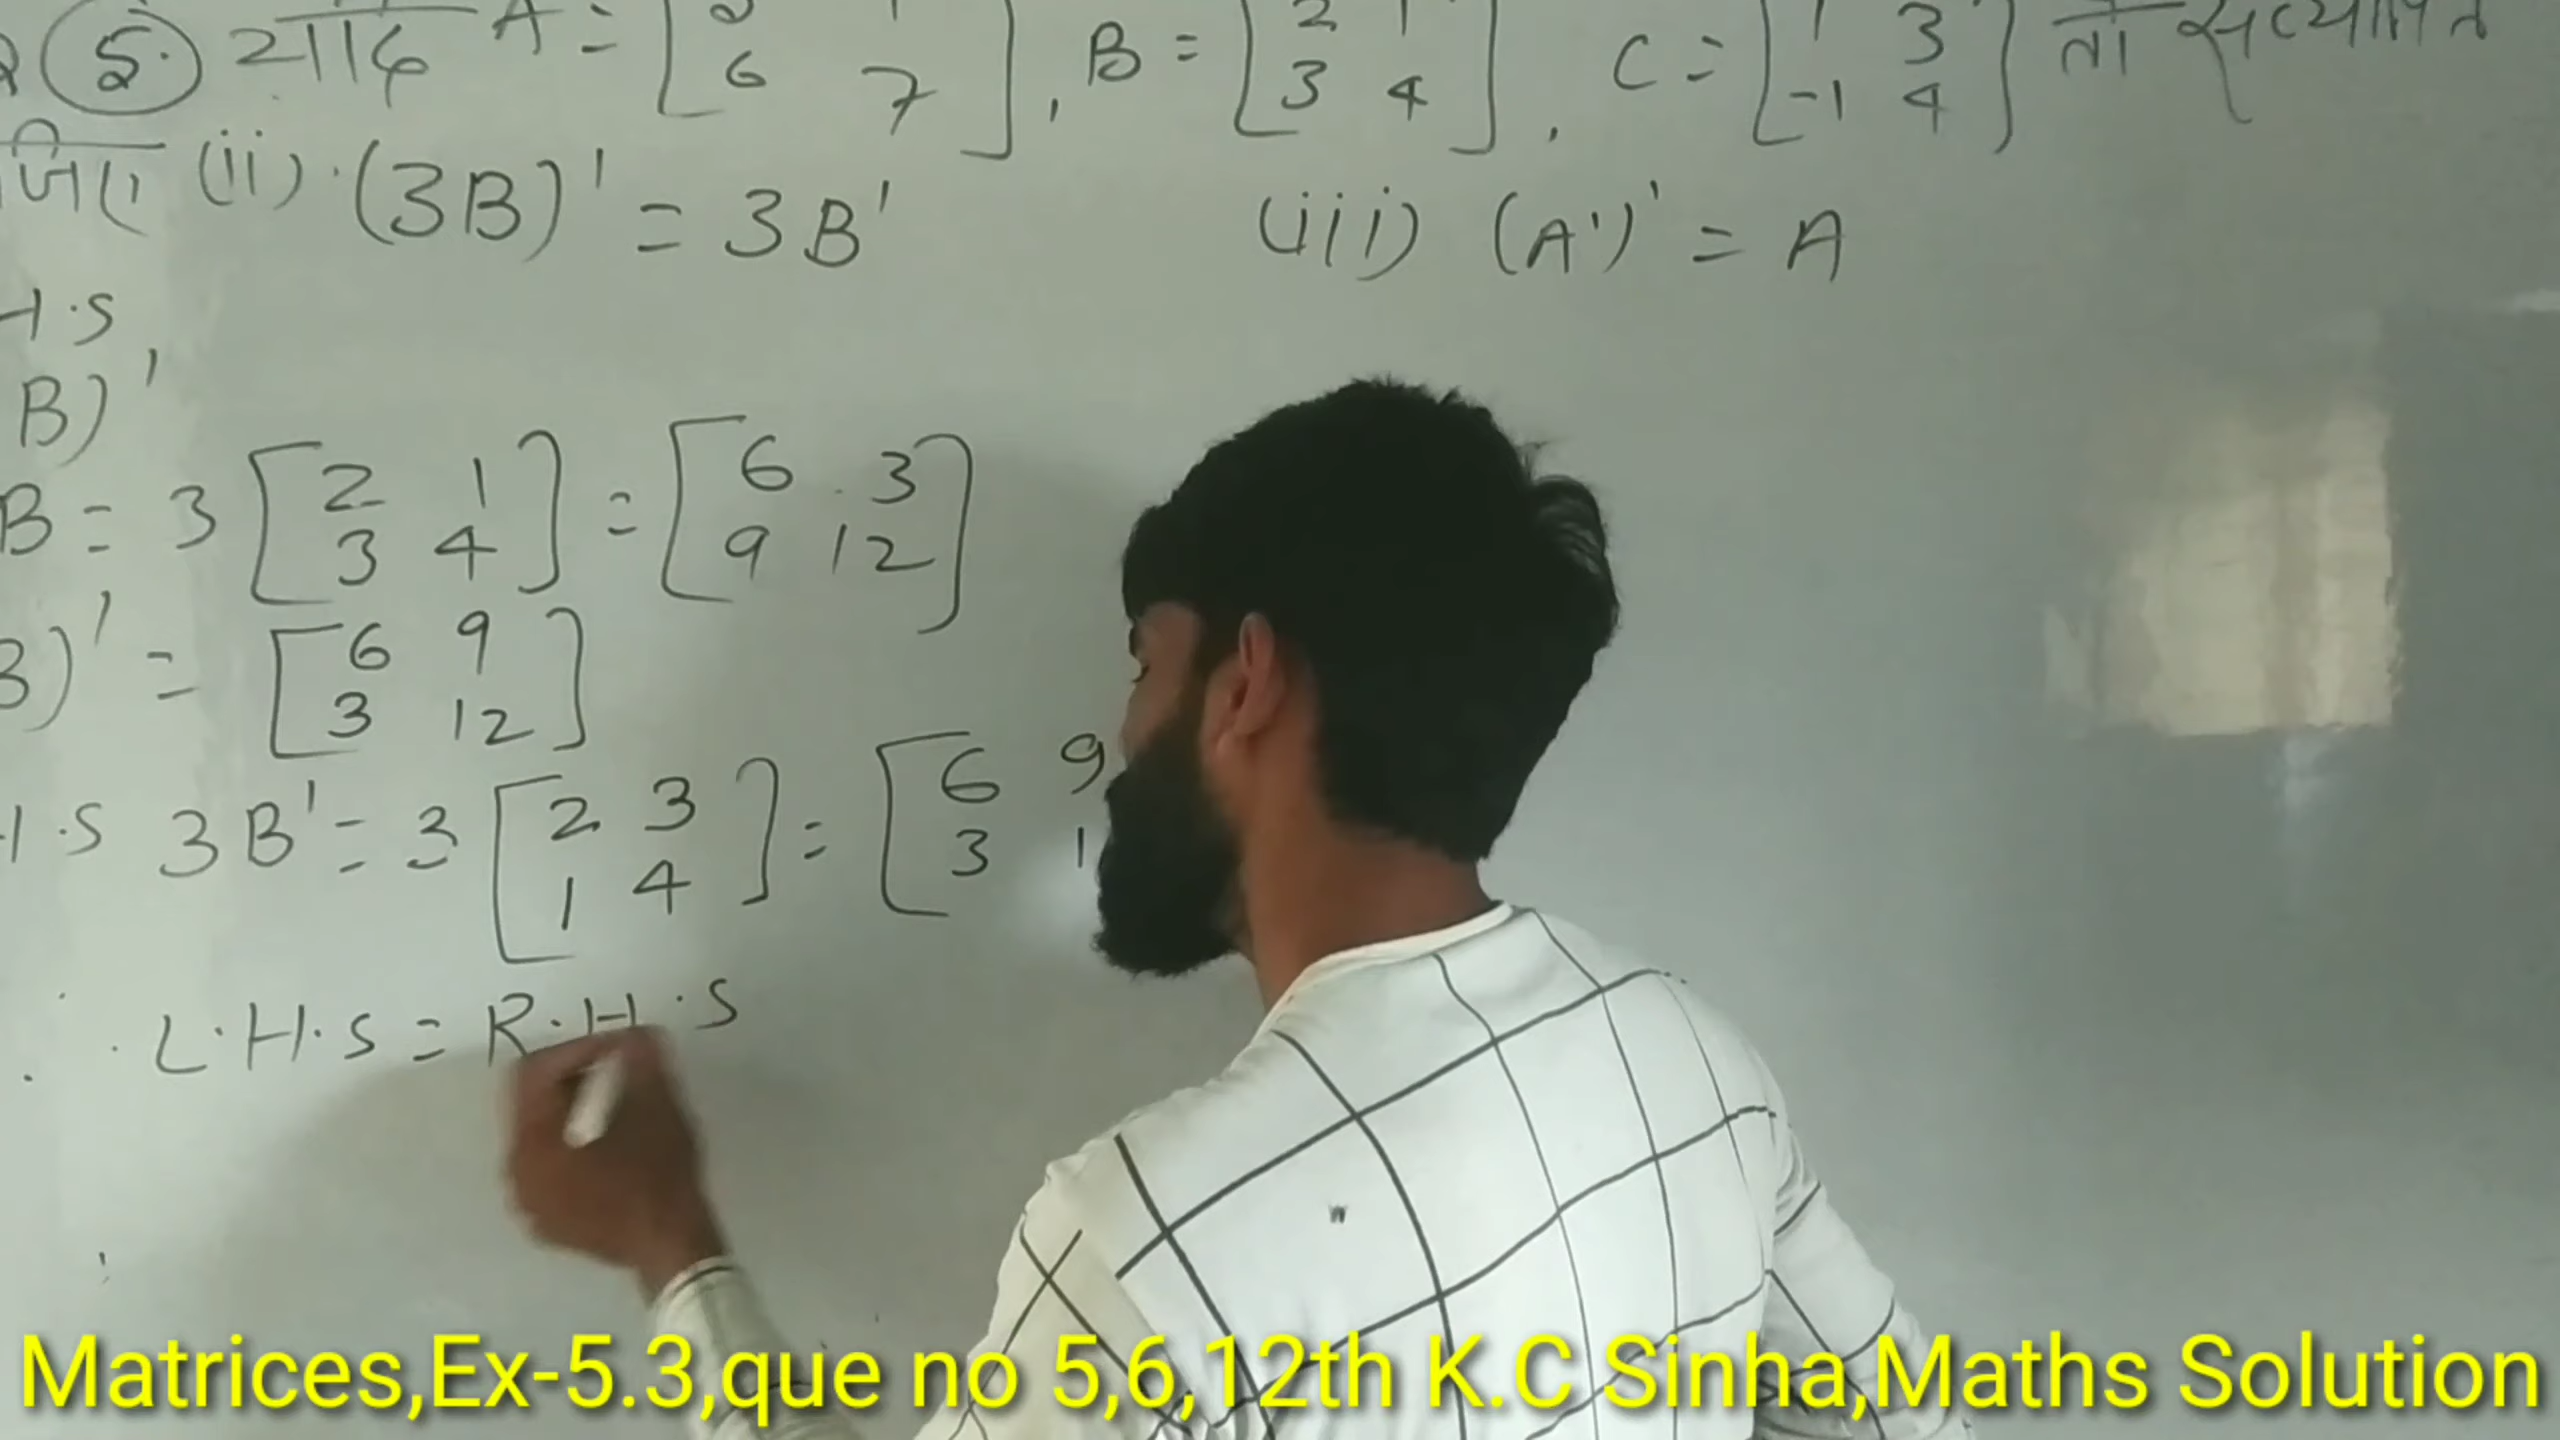 5. यदि A = [ 6 7 ], B = [ 2 1 3 4 ], C = [ 1 3 -1 4 ] तो सत्यापित
(ii) (3B)' = 3B' (iii) (A')' = A
H.S
B)'
B = 3 [ 2 1 3 4 ] = [ 6 3 9 12 ]
B)' = [ 6 9 3 12 ]
H.S 3B' = 3 [ 2 3 1 4 ] = [ 6 9 3 1
L.H.S = R.H.S
Matrices,Ex-5.3,que no 5,6,12th K.C Sinha,Maths Solution